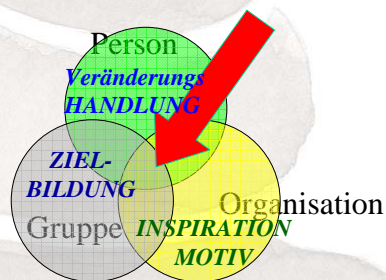 Person
Veränderungs
HANDLUNG
ZIEL-
BILDUNG
Organisation
Gruppe
INSPIRATION
MOTIV